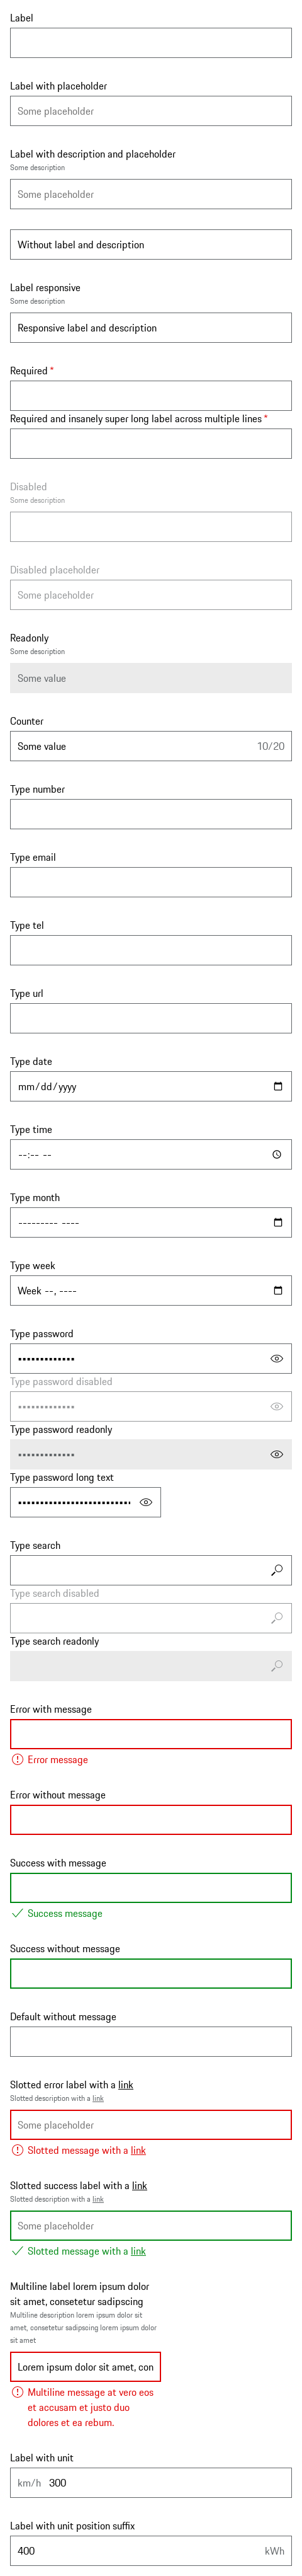 Label
Label with placeholder
Some placeholder
Label with description and placeholder
Some description
Some placeholder
Without label and description
Label responsive
Some description
Responsive label and description
Required *
Required and insanely super long label across multiple lines *
Disabled
Some description
Disabled placeholder
Some placeholder
Readonly
Some description
Some value
Counter
Some value 10/20
Type number
Type email
Type tel
Type url
Type date
mm/dd/yyyy
Type time
--:-- --
Type month
--------- ----
Type week
Week --, ----
Type password
•••••••••••••
Type password disabled
•••••••••••••
Type password readonly
•••••••••••••
Type password long text
••••••••••••••••••••••••••
Type search
Type search disabled
Type search readonly
Error with message
Error message
Error without message
Success with message
Success message
Success without message
Default without message
Slotted error label with a link
Slotted description with a link
Some placeholder
Slotted message with a link
Slotted success label with a link
Slotted description with a link
Some placeholder
Slotted message with a link
Multiline label lorem ipsum dolor
sit amet, consetetur sadipscing
Multiline description lorem ipsum dolor sit
amet, consetetur sadipscing lorem ipsum dolor
sit amet
Lorem ipsum dolor sit amet, con
Multiline message at vero eos
et accusam et justo duo
dolores et ea rebum.
Label with unit
km/h 300
Label with unit position suffix
400 kWh